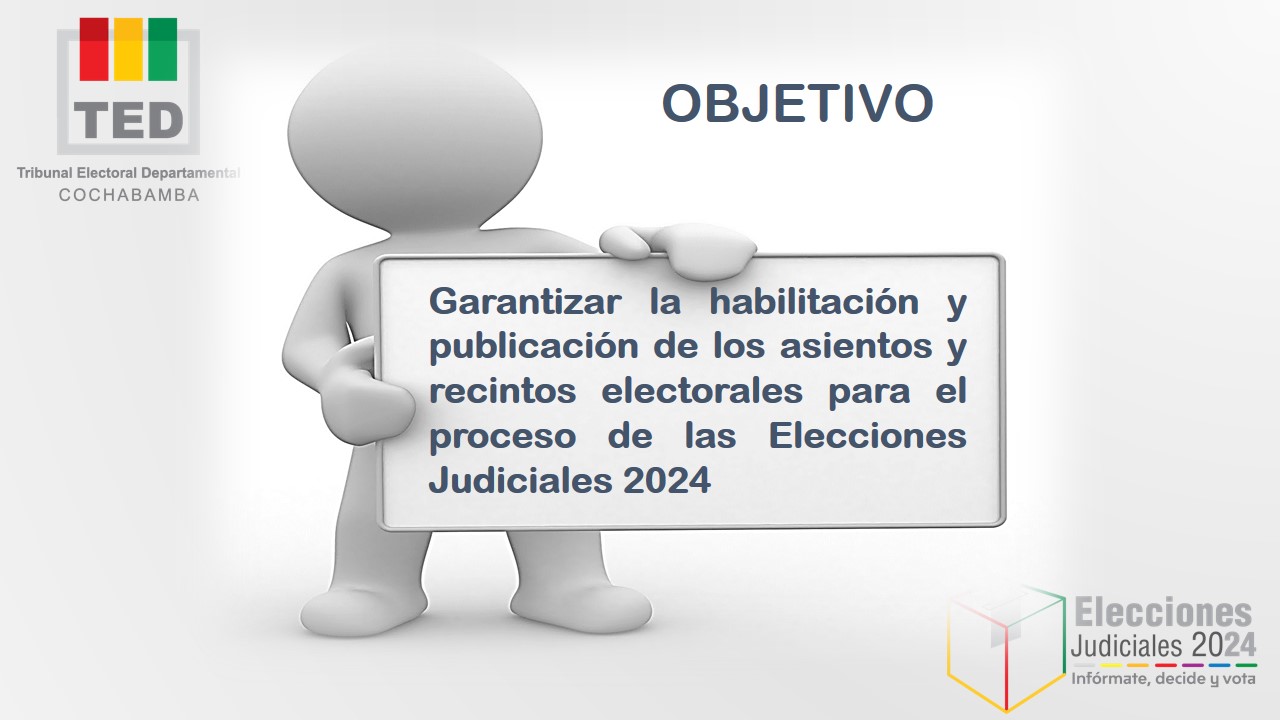 TED
Tribunal Electoral Departamental
COCHABAMBA
OBJETIVO
Garantizar la habilitación y
publicación de los asientos y
recintos electorales para el
proceso de las Elecciones
Judiciales 2024
Elecciones
Judiciales 2024
Infórmate, decide y vota